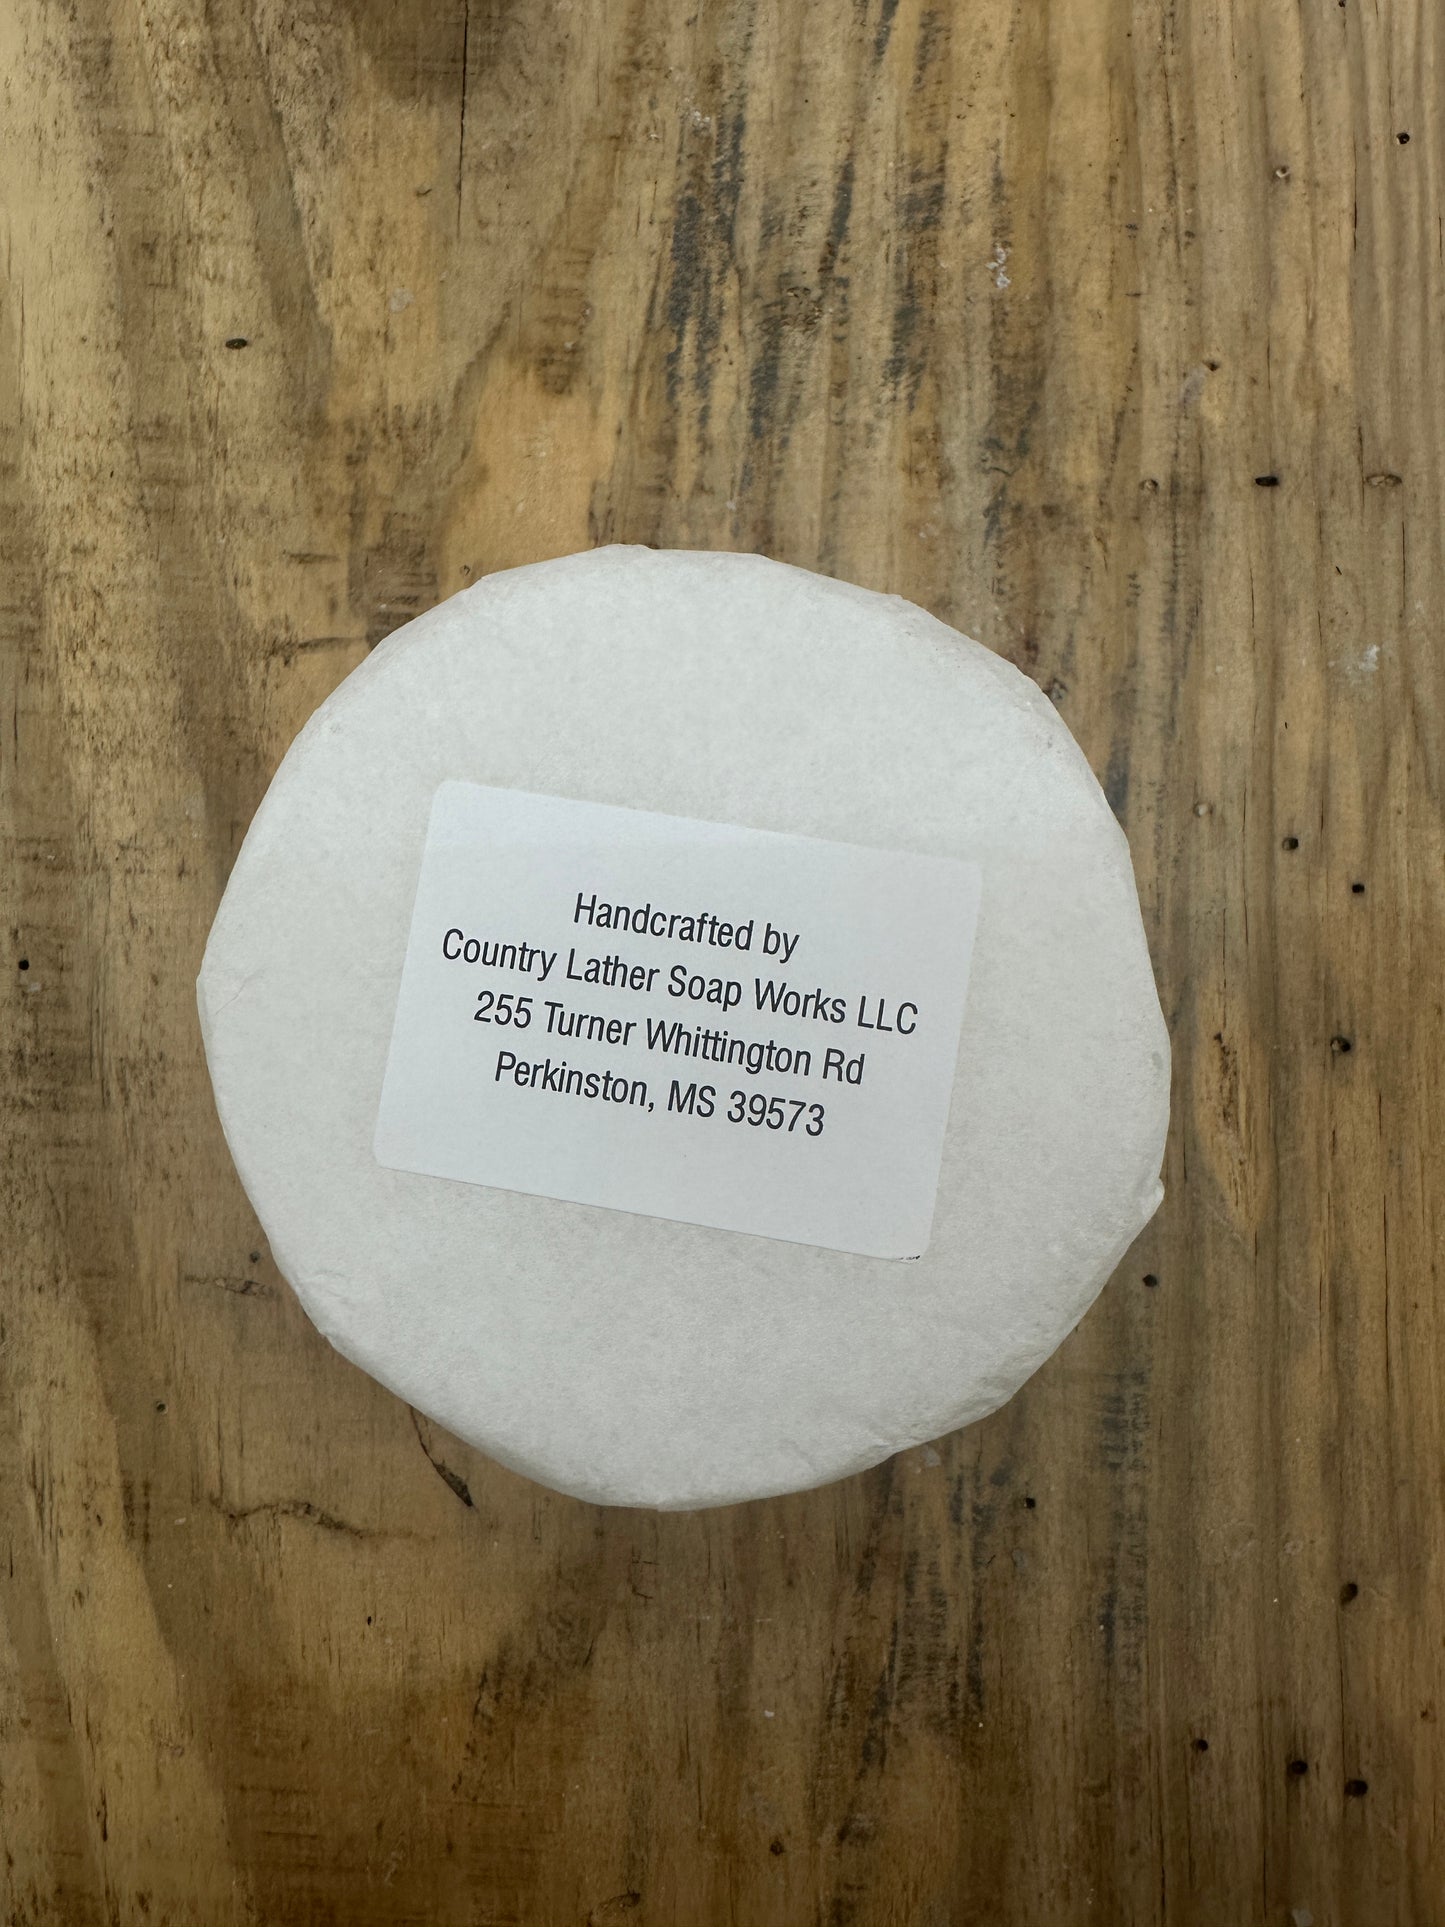 Handcrafted by
Country Lather Soap Works LLC
255 Turner Whittington Rd
Perkinston, MS 39573